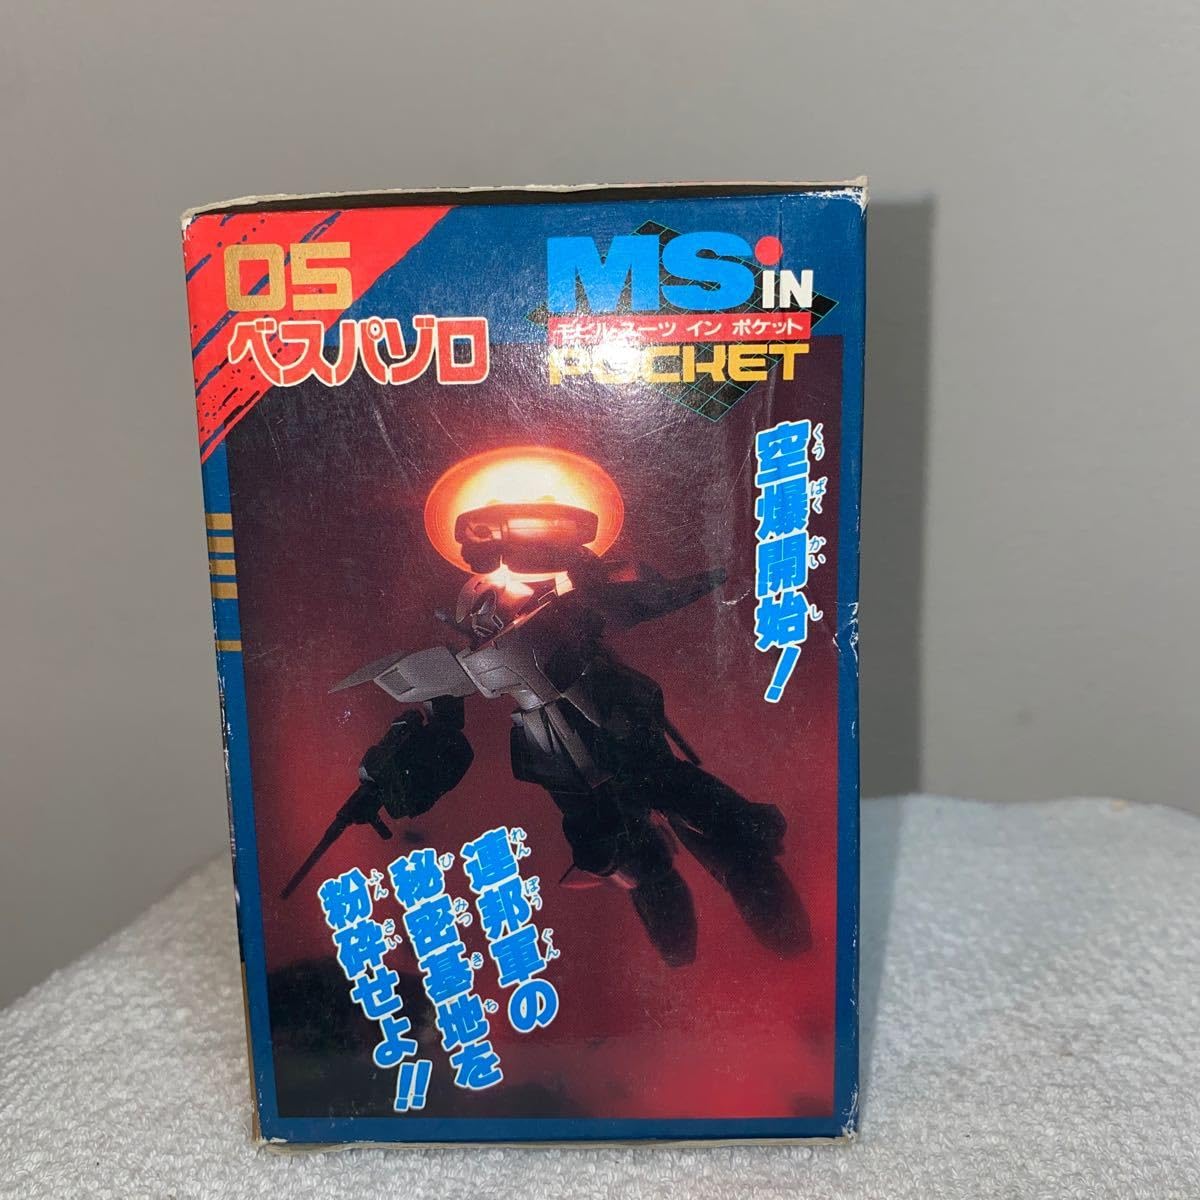 05
ベスパゾロ
MS IN
モビルスーツ イン ポケット
POCKET
空爆開始!
くう ばく かい し
連邦軍の
れん ぽう ぐん
秘密基地を
ひ みつ き ち
粉砕せよ!!
ふん さい